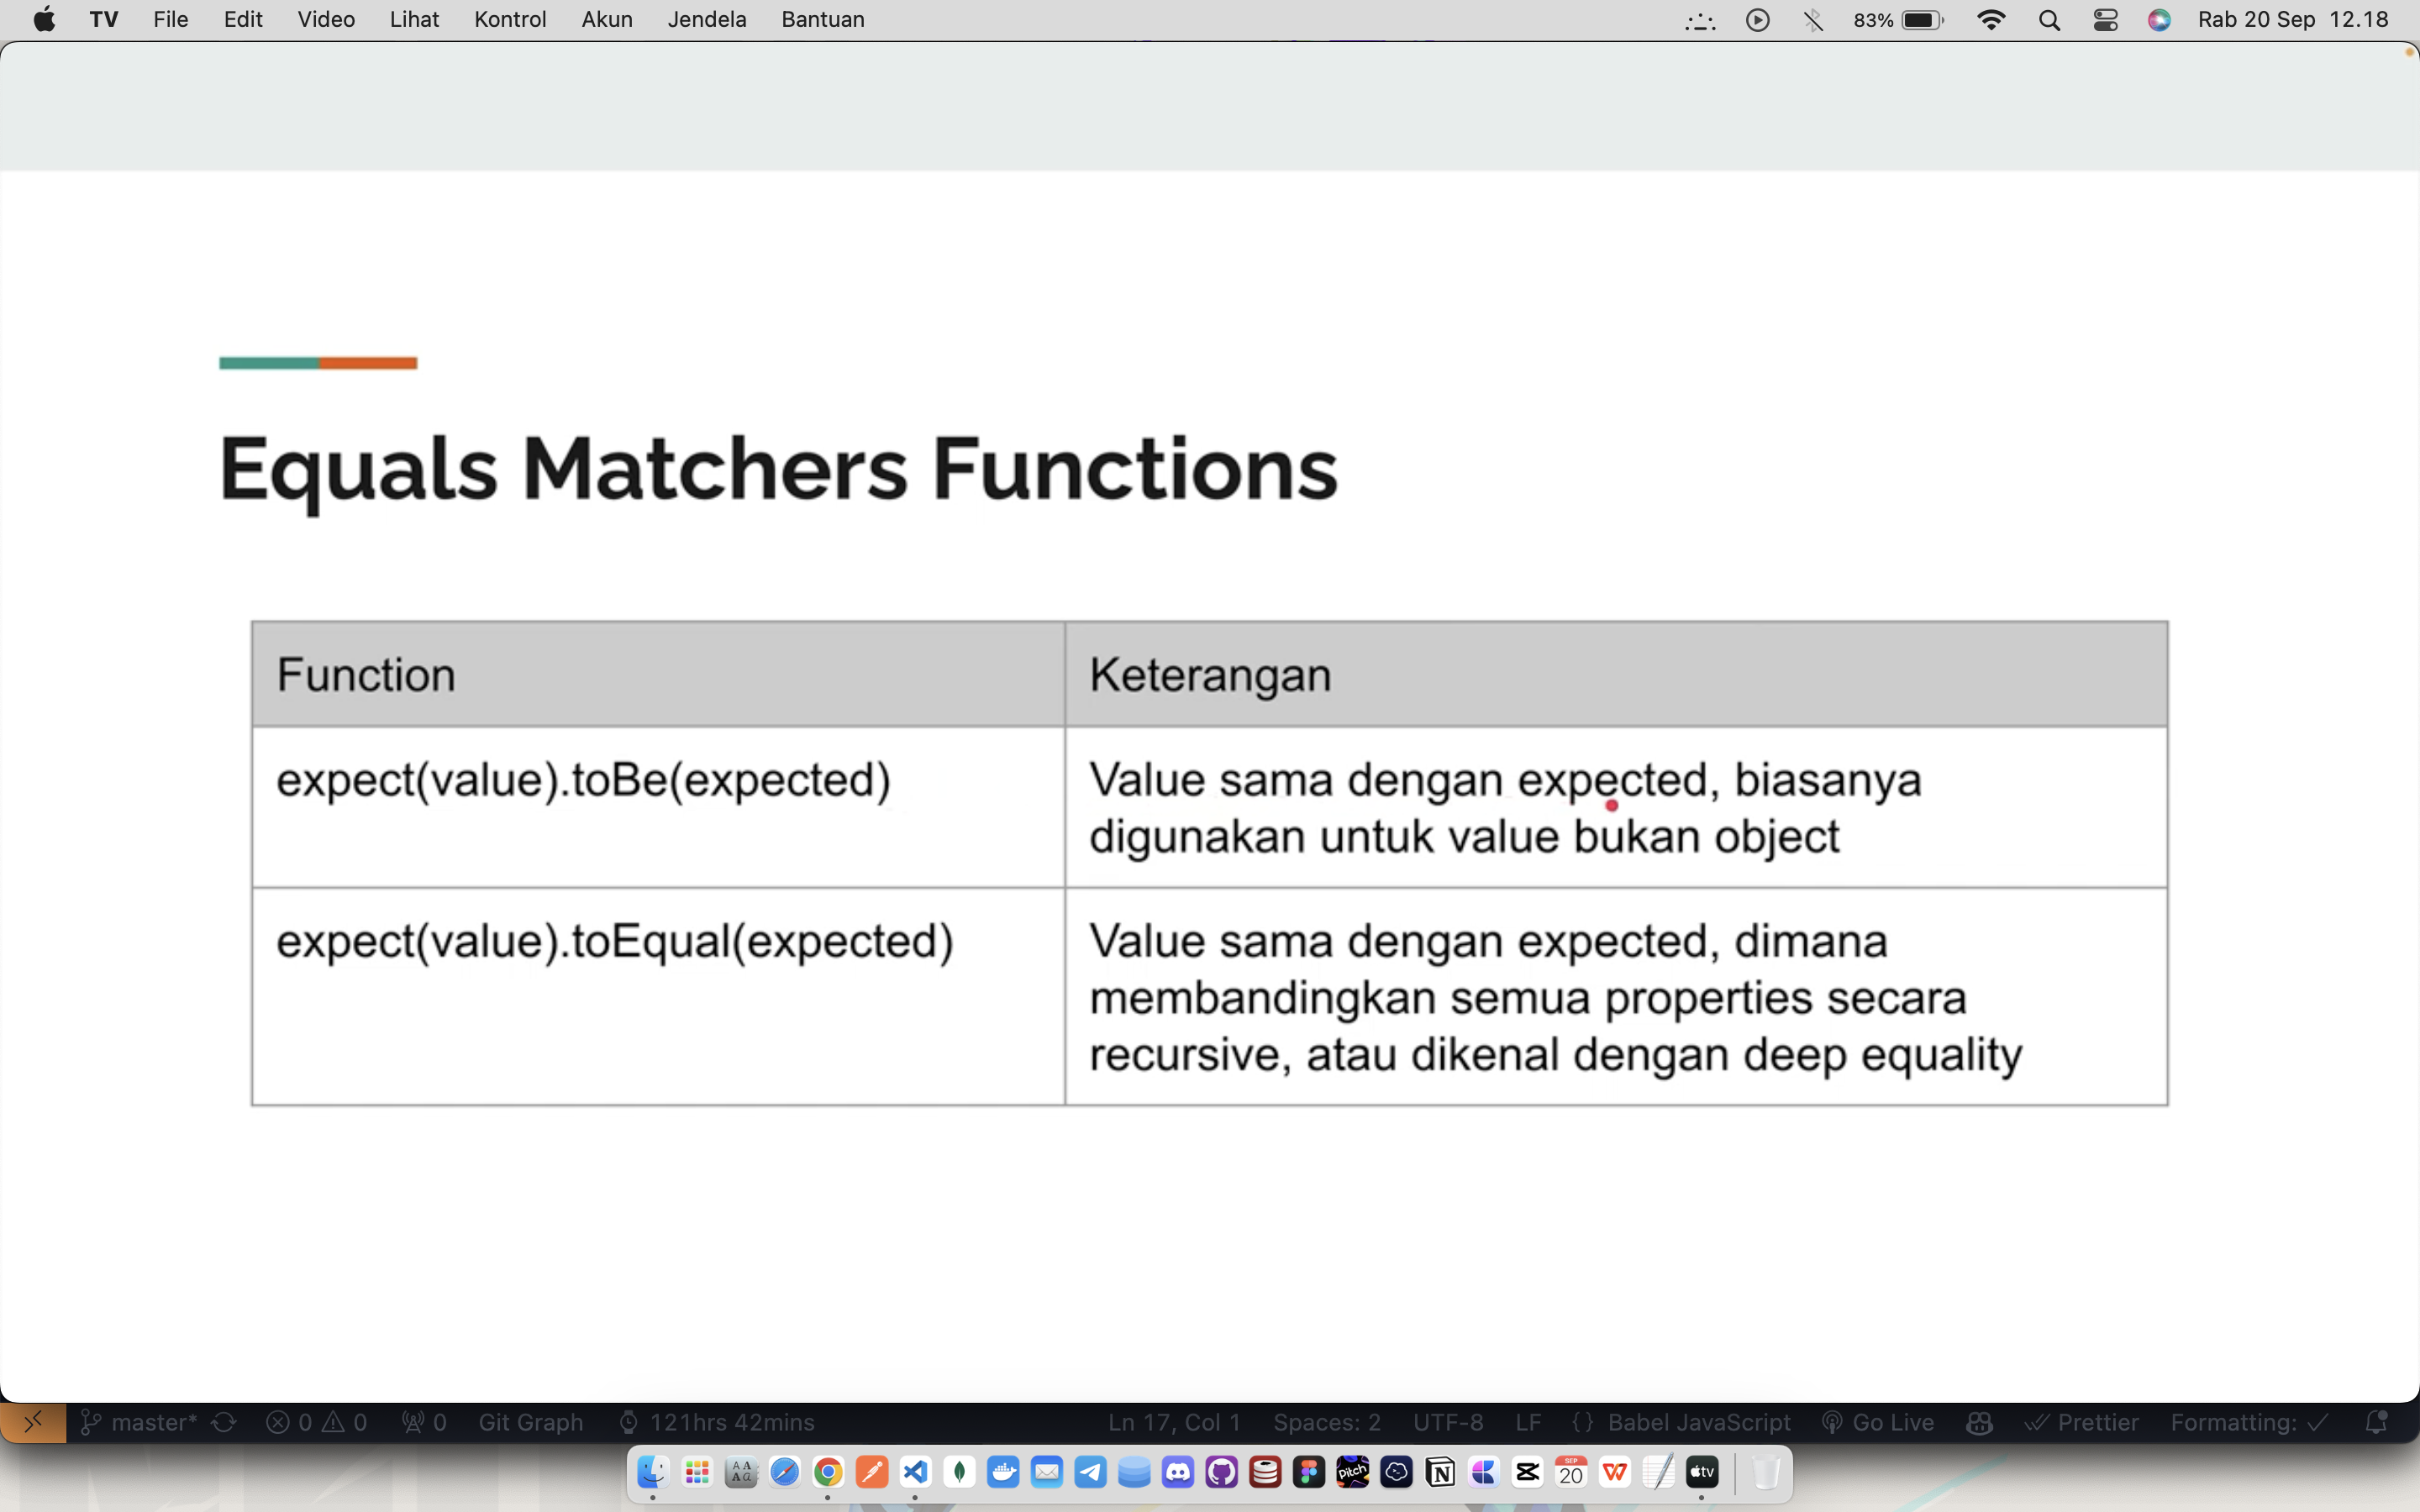 TV File Edit Video Lihat Kontrol Akun Jendela Bantuan 83% Rab 20 Sep 12.18
Equals Matchers Functions
Function Keterangan
expect(value).toBe(expected) Value sama dengan expected, biasanya
digunakan untuk value bukan object
expect(value).toEqual(expected) Value sama dengan expected, dimana
membandingkan semua properties secara
recursive, atau dikenal dengan deep equality
master* 0 0 0 Git Graph 121hrs 42mins Ln 17, Col 1 Spaces: 2 UTF-8 LF {} Babel JavaScript Go Live Prettier Formatting:
A A
A a
Pitch
SEP
20
tv